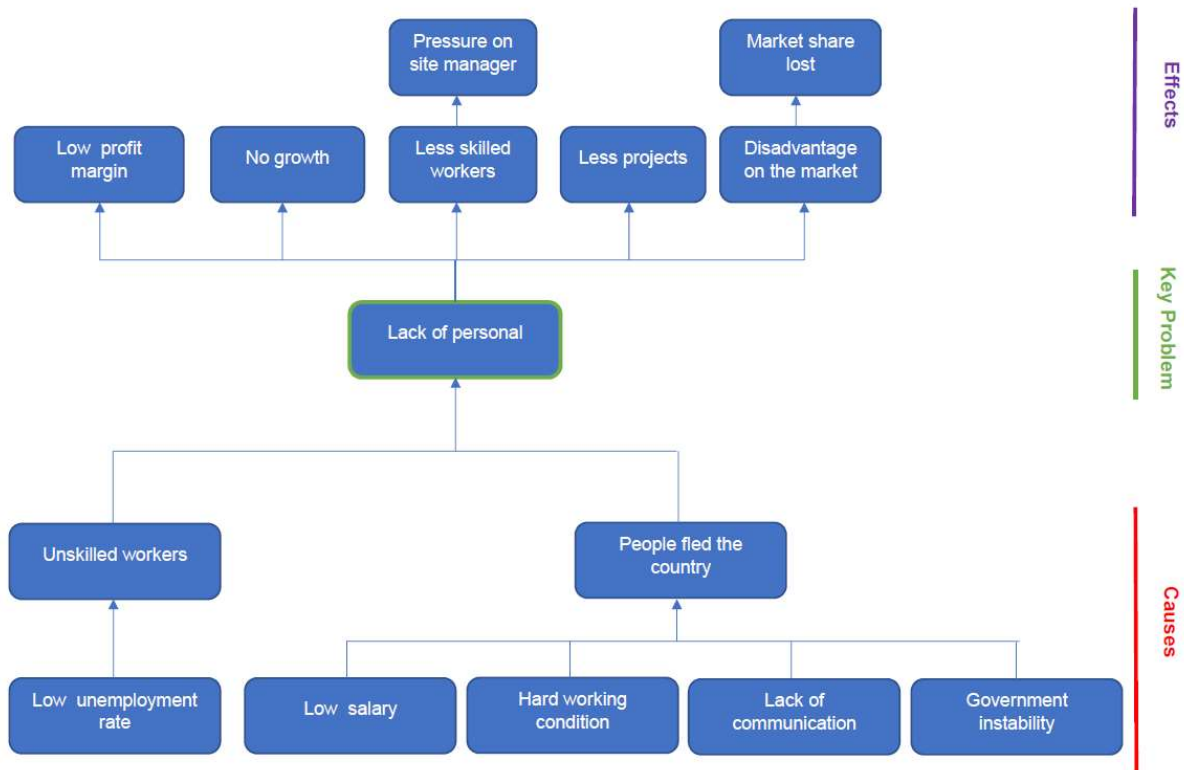 Pressure on
site manager
Market share
lost
Effects
Low profit
margin
No growth
Less skilled
workers
Less projects
Disadvantage
on the market
Key Problem
Lack of personal
Causes
Unskilled workers
People fled the
country
Low unemployment
rate
Low salary
Hard working
condition
Lack of
communication
Government
instability